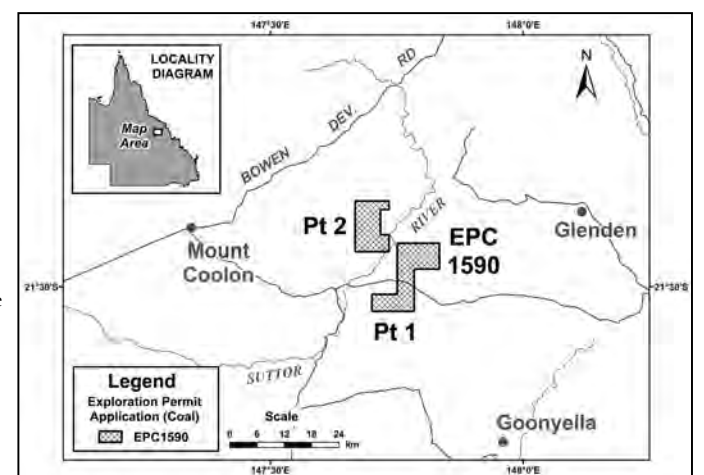 147°30'E 148°0'E
LOCALITY
DIAGRAM
Map
Area
N
BOWEN DEV. RD
Pt 2
RIVER
EPC
1590
Glenden
Mount
Coolon
21°30'S 21°30'S
Pt 1
SUTTOR
Legend
Exploration Permit
Application (Coal)
EPC1590
Scale
0 6 12 18 24
km
Goonyella
147°30'E 148°0'E